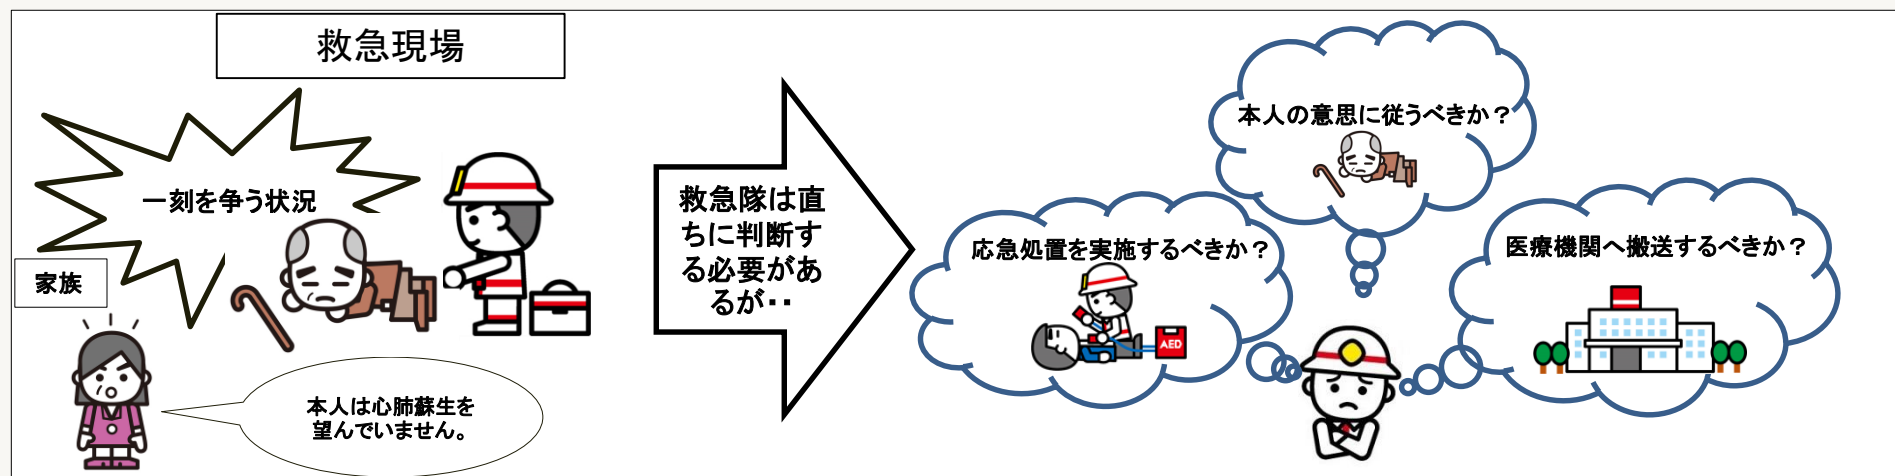 救急現場
一刻を争う状況
家族
本人は心肺蘇生を
望んでいません。
救急隊は直
ちに判断す
る必要があ
るが・・
本人の意思に従うべきか？
応急処置を実施するべきか？
AED
医療機関へ搬送するべきか？